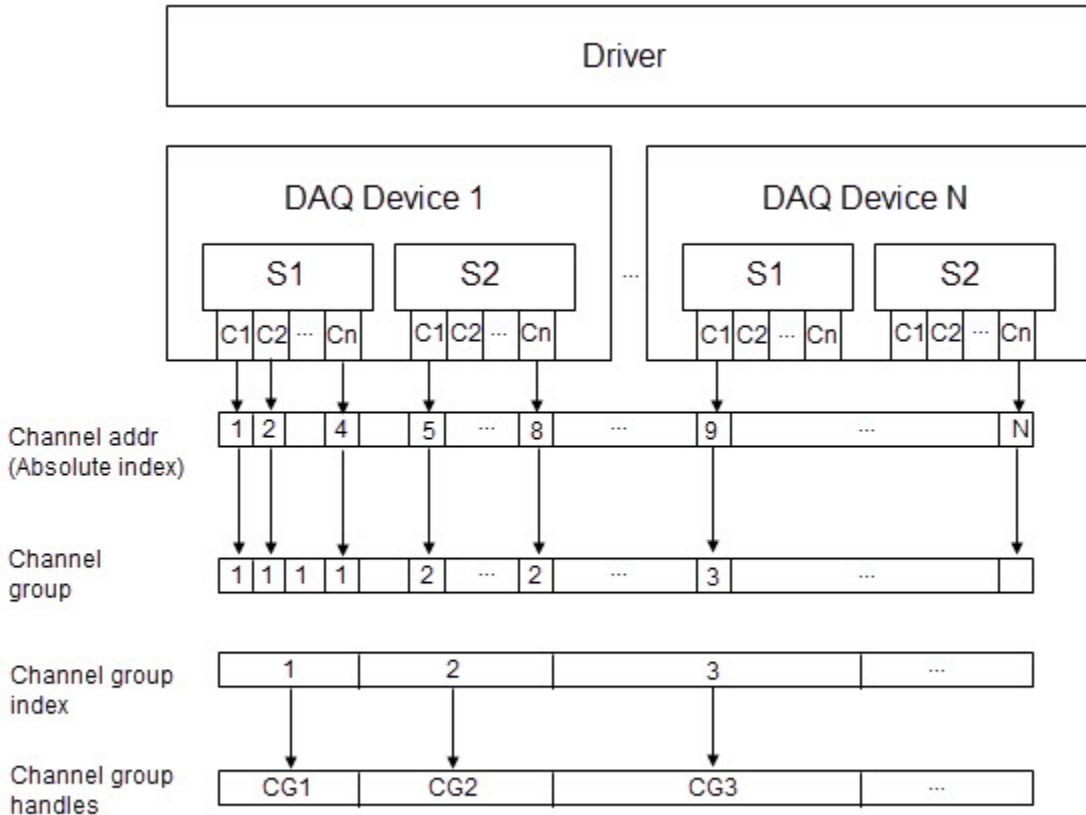 Driver
DAQ Device 1
DAQ Device N
S1 S2 ... S1 S2
C1 C2 ... Cn C1 C2 ... Cn C1 C2 ... Cn C1 C2 ... Cn
Channel addr
(Absolute index)
1 2 4 5 ... 8 ... 9 ... N
Channel
group
1 1 1 1 2 ... 2 ... 3 ...
Channel group
index
1 2 3 ...
Channel group
handles
CG1 CG2 CG3 ...